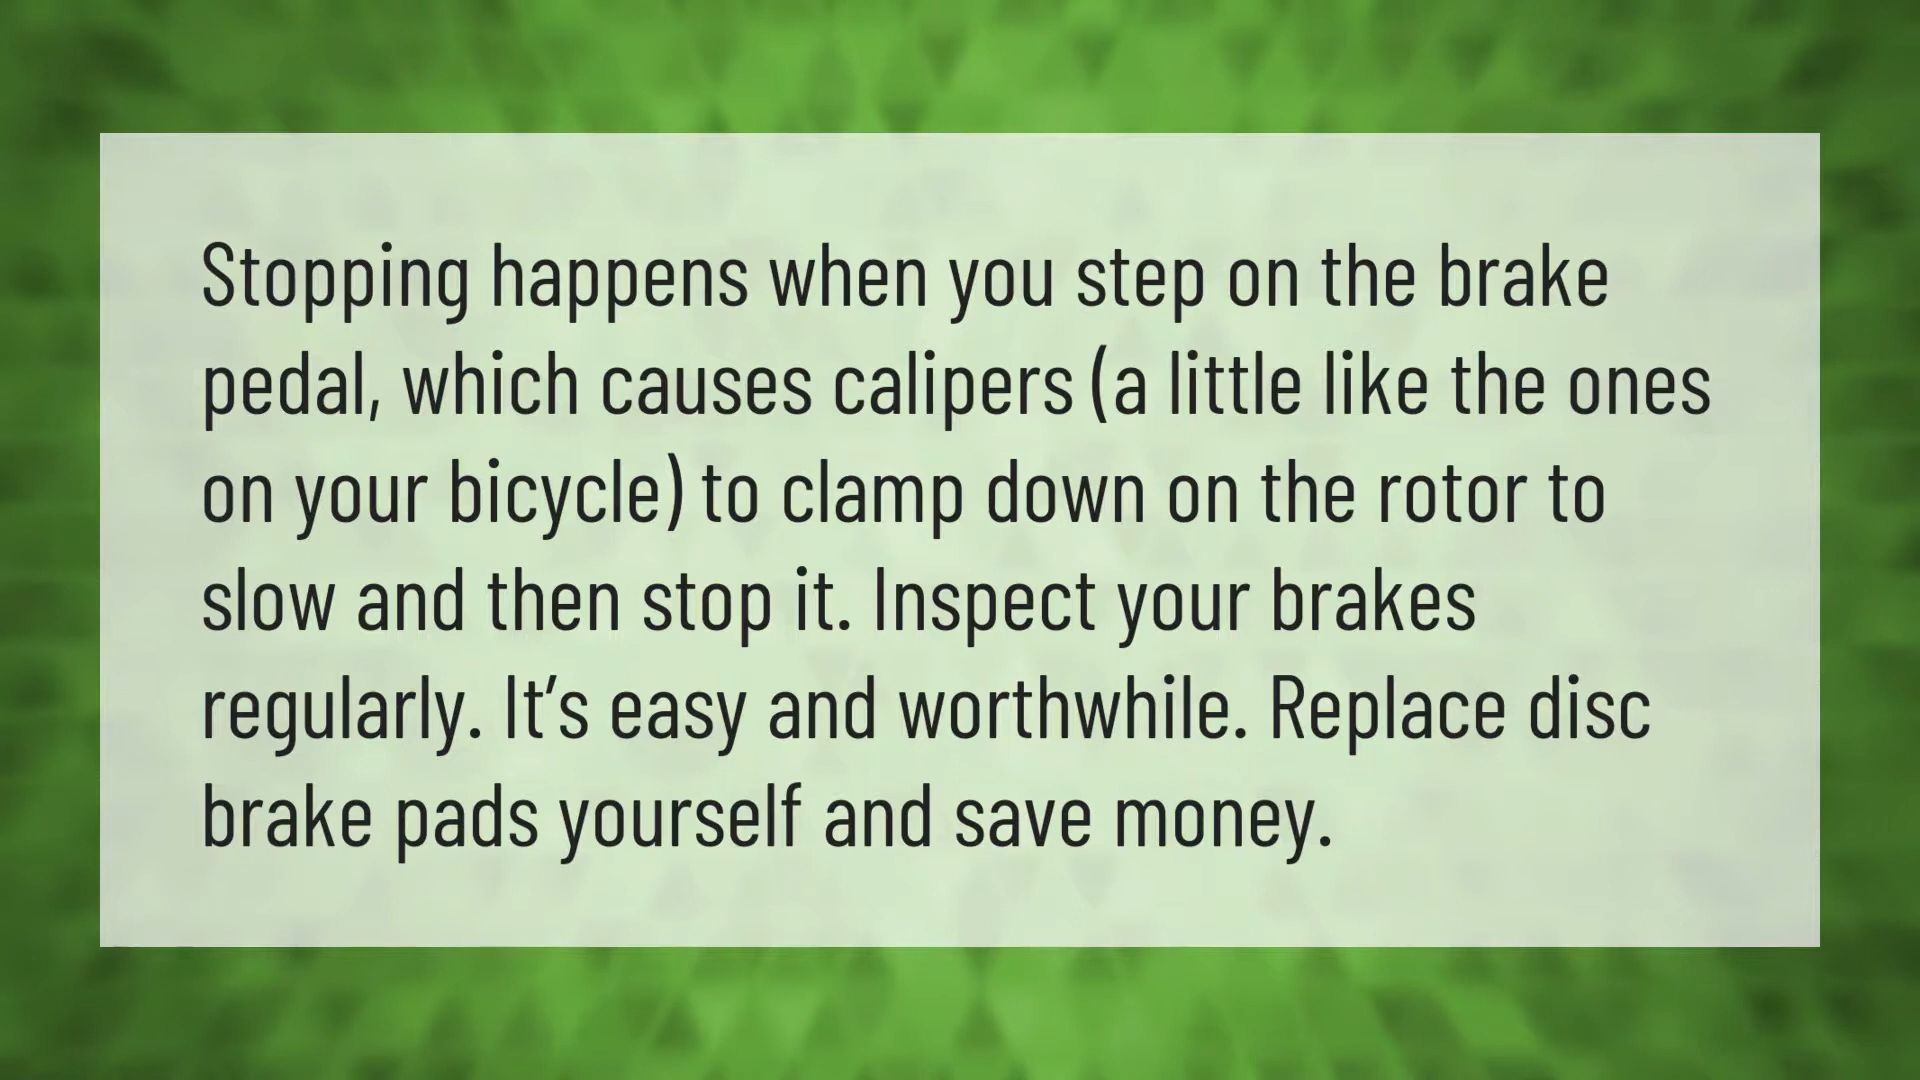 Stopping happens when you step on the brake
pedal, which causes calipers (a little like the ones
on your bicycle) to clamp down on the rotor to
slow and then stop it. Inspect your brakes
regularly. It’s easy and worthwhile. Replace disc
brake pads yourself and save money.